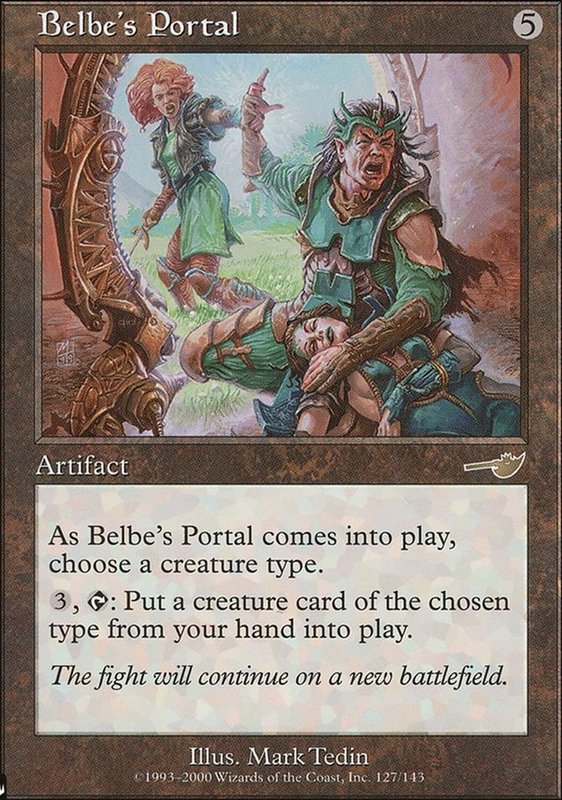 Belbe's Portal 5
Artifact
As Belbe's Portal comes into play,
choose a creature type.
3, : Put a creature card of the chosen
type from your hand into play.
The fight will continue on a new battlefield.
Illus. Mark Tedin
©1993–2000 Wizards of the Coast, Inc. 127/143